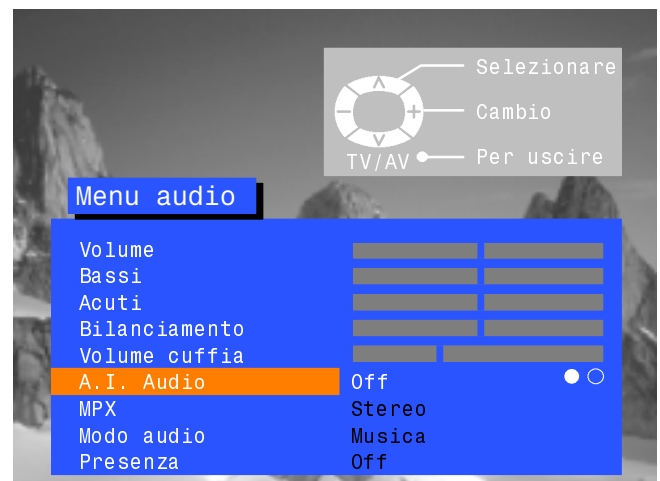 Selezionare
Cambio
TV/AV Per uscire
Menu audio
Volume
Bassi
Acuti
Bilanciamento
Volume cuffia
A.I. Audio Off
MPX Stereo
Modo audio Musica
Presenza Off